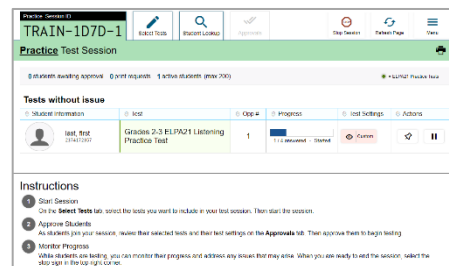 Practice Session ID
TRAIN-1D7D-1
Select Tests
Student Lookup
Approvals
Stop Session
Refresh Page
Menu
Practice Test Session
0 students awaiting approval 0 print requests 1 active students (max 200)
ELPA21 Practice Tests
Tests without issue
Student Information
Test
Opp #
Progress
Test Settings
Actions
last, first
Grades 2-3 ELPA21 Listening
Practice Test
1
answered - Started
Custom
Instructions
1 Start Session
On the Select Tests tab, select the tests you want to include in your test session. Then start the session.
2 Approve Students
As students join your session, review their selected tests and their test settings on the Approvals tab. Then approve them to begin testing
3 Monitor Progress
While students are testing, you can monitor their progress and address any issues that may arise. When you are ready to end the session, select the
stop sign in the top right corner.